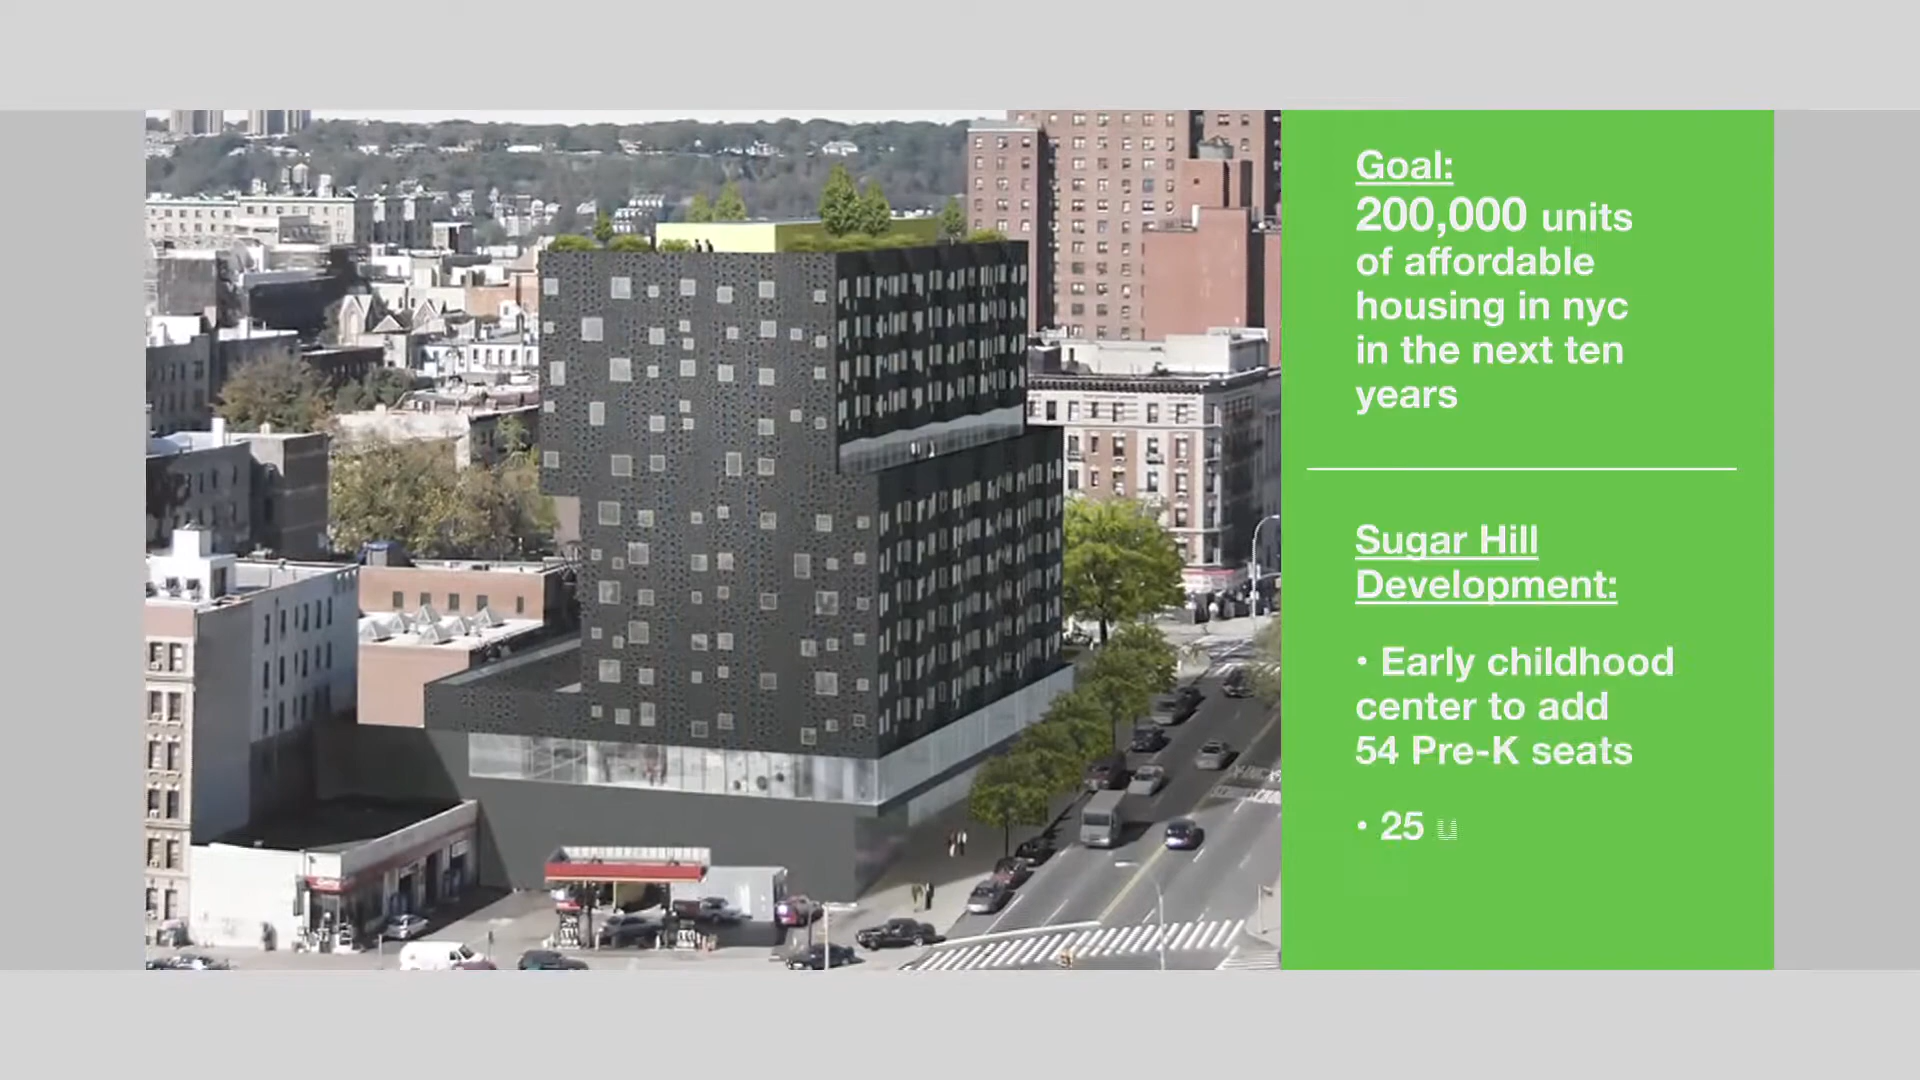 Goal:
200,000 units
of affordable
housing in nyc
in the next ten
years
Sugar Hill
Development:
• Early childhood
center to add
54 Pre-K seats
• 25 u